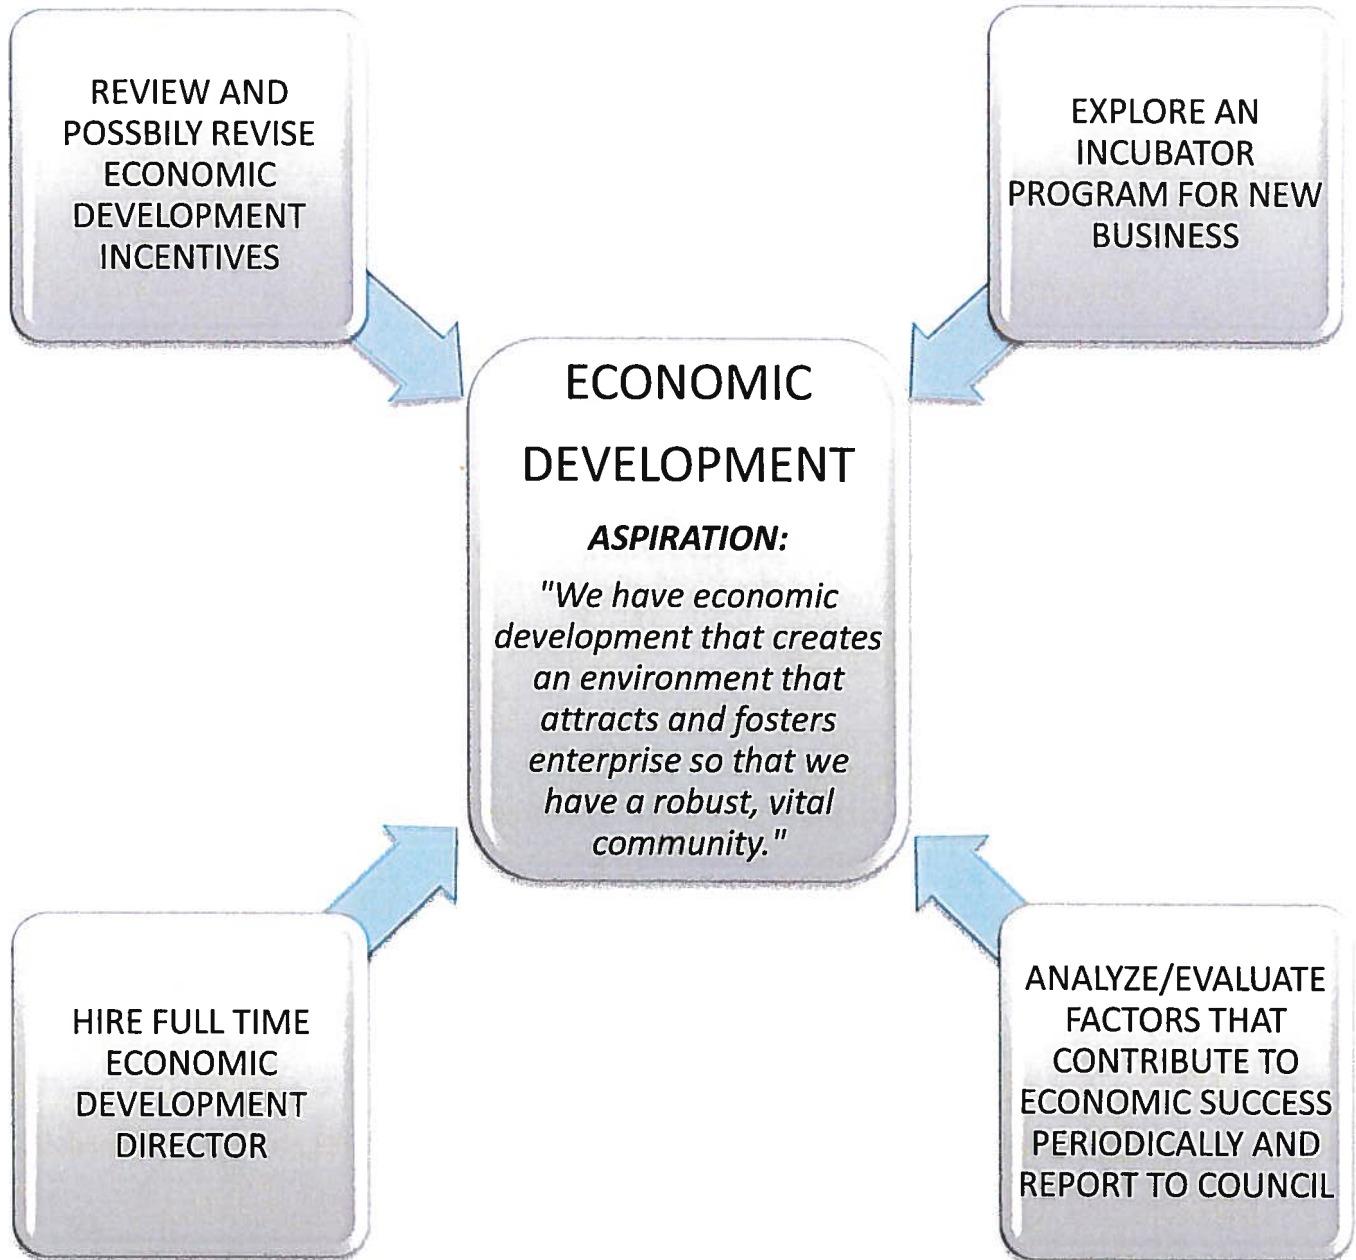 REVIEW AND
POSSBILY REVISE
ECONOMIC
DEVELOPMENT
INCENTIVES
EXPLORE AN
INCUBATOR
PROGRAM FOR NEW
BUSINESS
ECONOMIC
DEVELOPMENT
ASPIRATION:
"We have economic
development that creates
an environment that
attracts and fosters
enterprise so that we
have a robust, vital
community."
HIRE FULL TIME
ECONOMIC
DEVELOPMENT
DIRECTOR
ANALYZE/EVALUATE
FACTORS THAT
CONTRIBUTE TO
ECONOMIC SUCCESS
PERIODICALLY AND
REPORT TO COUNCIL